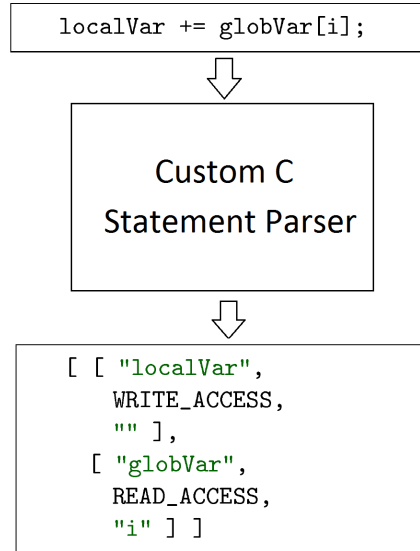 localVar += globVar[i];
Custom C
Statement Parser
[ [ "localVar",
WRITE_ACCESS,
"" ],
[ "globVar",
READ_ACCESS,
"i" ] ]